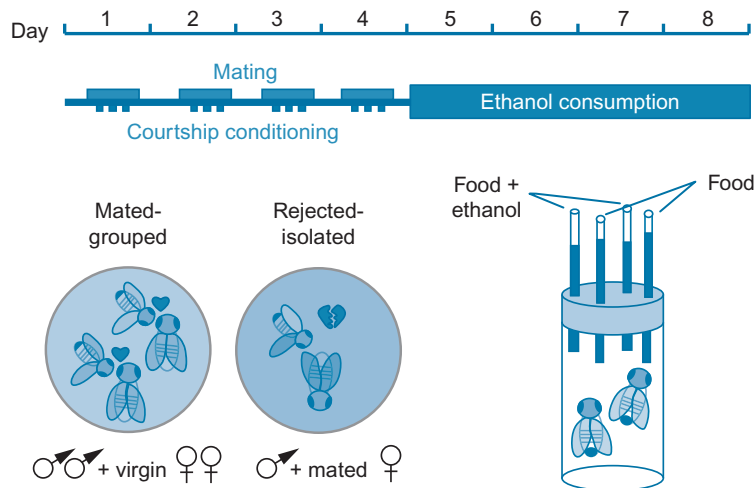 Day 1 2 3 4 5 6 7 8
Mating
Ethanol consumption
Courtship conditioning
Mated-
grouped
Rejected-
isolated
Food +
ethanol
Food
♂♂ + virgin ♀♀
♂ + mated ♀